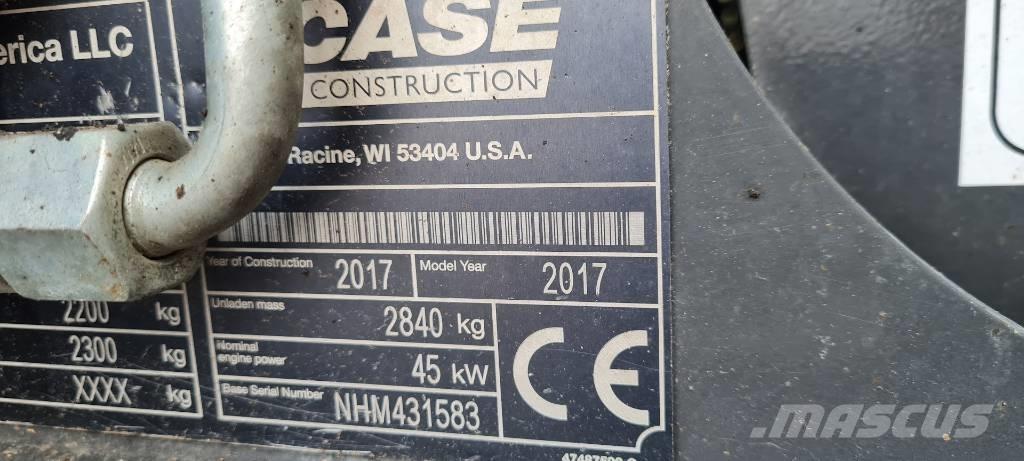 erica LLC
CASE
CONSTRUCTION
Racine, WI 53404 U.S.A.
Year of Construction 2017 Model Year 2017
Unladen mass 2840 kg
2200 kg
Nominal engine power 45 kW
2300 kg
Base Serial Number NHM431583
XXXX kg
CE
MASCUS